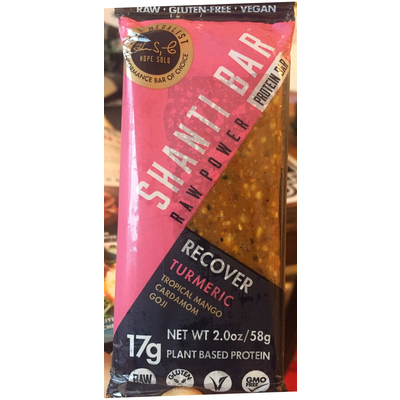 RAW • GLUTEN-FREE • VEGAN
HOPE SOLO
PERFORMANCE BAR OF CHOICE
SHANTI BAR
RAW POWER
PROTEIN BAR
RECOVER
TURMERIC
TROPICAL MANGO
CARDAMOM
GOJI
NET WT 2.0oz/58g
17g PLANT BASED PROTEIN
RAW
GLUTEN
V
GMO
FREE